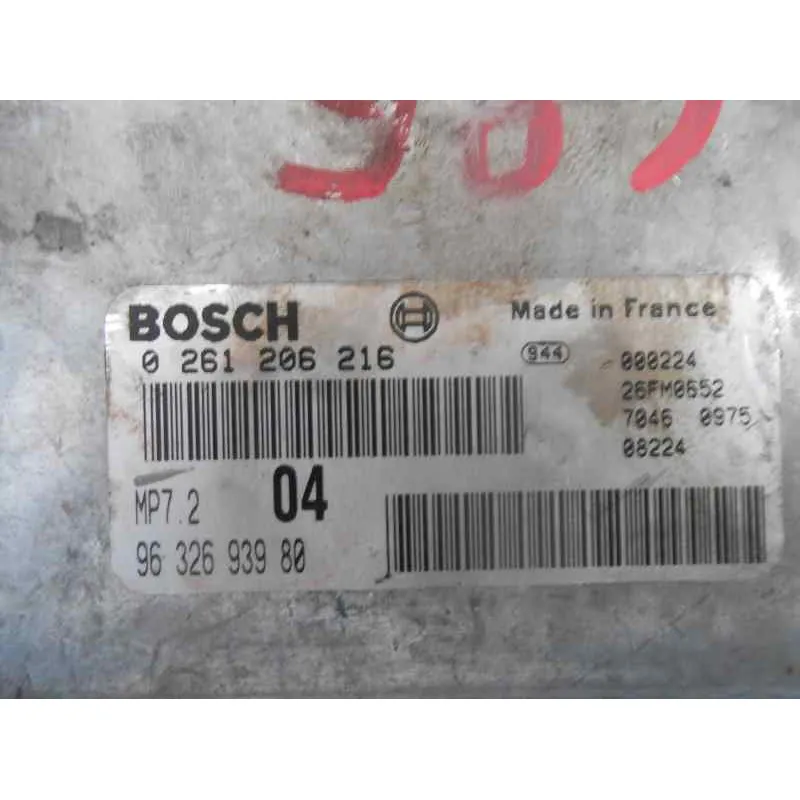 BOSCH Made in France
0 261 206 216 944 000224
26FM0652
7046 0975
08224
MP7.2 04
96 326 939 80